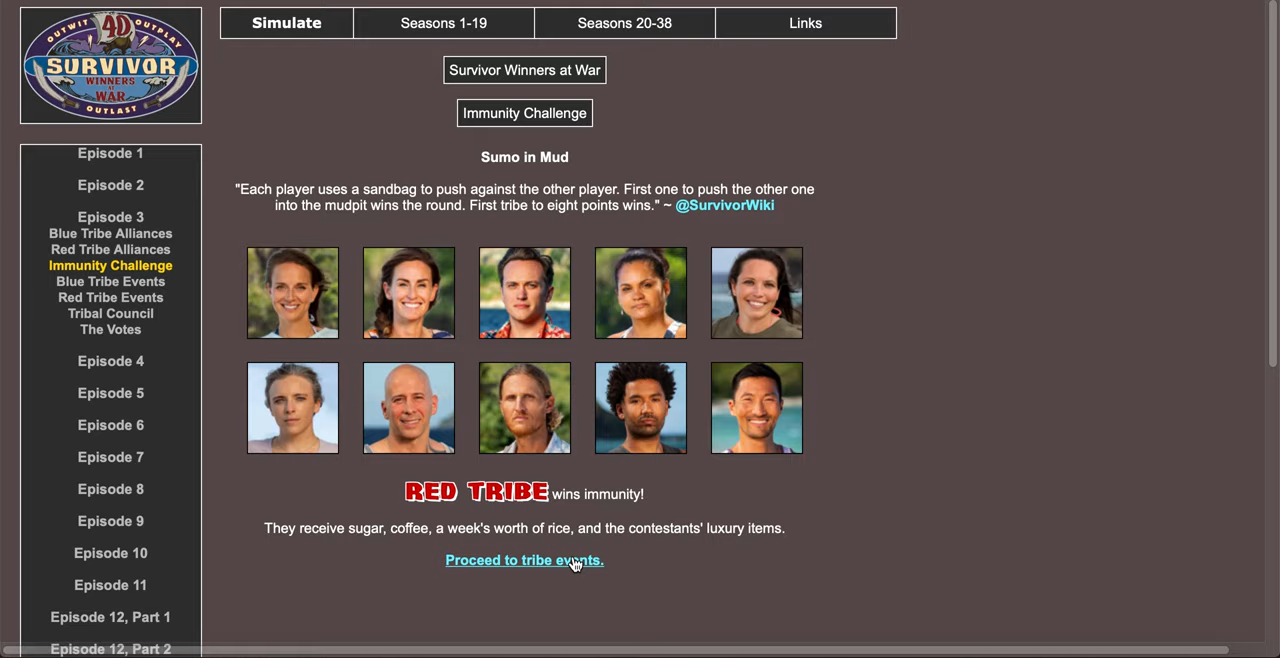 OUTWIT OUTPLAY
40
SURVIVOR
WINNERS
AT
WAR
OUTLAST
Simulate
Seasons 1-19
Seasons 20-38
Links
Survivor Winners at War
Immunity Challenge
Sumo in Mud
"Each player uses a sandbag to push against the other player. First one to push the other one
into the mudpit wins the round. First tribe to eight points wins." ~ @SurvivorWiki
RED TRIBE wins immunity!
They receive sugar, coffee, a week's worth of rice, and the contestants' luxury items.
Proceed to tribe events.
Episode 1
Episode 2
Episode 3
Blue Tribe Alliances
Red Tribe Alliances
Immunity Challenge
Blue Tribe Events
Red Tribe Events
Tribal Council
The Votes
Episode 4
Episode 5
Episode 6
Episode 7
Episode 8
Episode 9
Episode 10
Episode 11
Episode 12, Part 1
Episode 12, Part 2